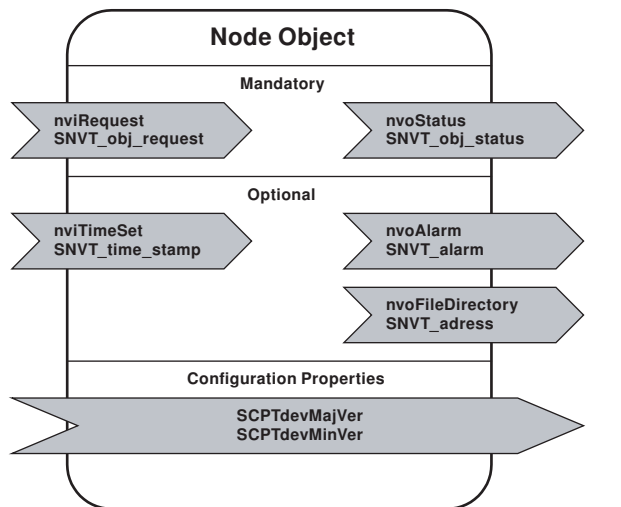 Node Object
Mandatory
nviRequest
SNVT_obj_request
nvoStatus
SNVT_obj_status
Optional
nviTimeSet
SNVT_time_stamp
nvoAlarm
SNVT_alarm
nvoFileDirectory
SNVT_adress
Configuration Properties
SCPTdevMajVer
SCPTdevMinVer